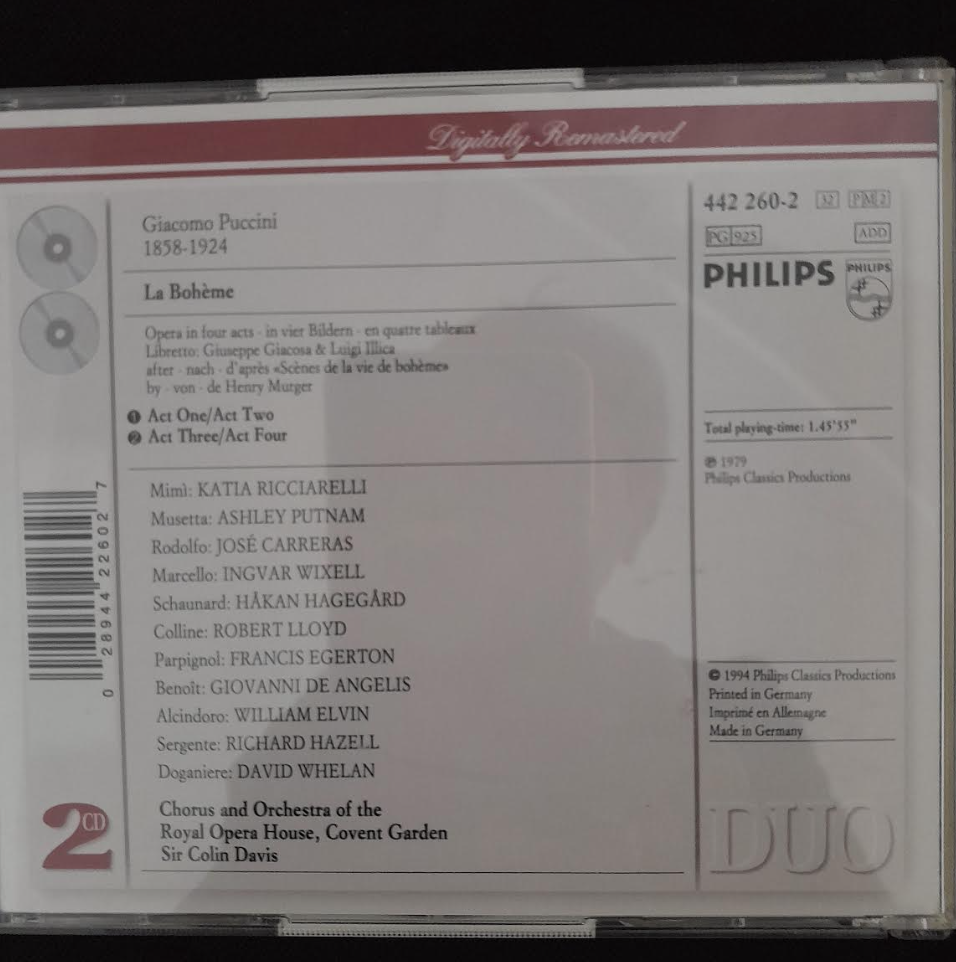 Digitally Remastered
Giacomo Puccini
1858-1924
La Bohème
Opera in four acts · in vier Bildern · en quatre tableaux
Libretto: Giuseppe Giacosa & Luigi Illica
after · nach · d'après «Scènes de la vie de bohème»
by · von · de Henry Murger
❶ Act One/Act Two
❷ Act Three/Act Four
Mimì: KATIA RICCIARELLI
Musetta: ASHLEY PUTNAM
Rodolfo: JOSÉ CARRERAS
Marcello: INGVAR WIXELL
Schaunard: HÅKAN HAGEGÅRD
Colline: ROBERT LLOYD
Parpignol: FRANCIS EGERTON
Benoît: GIOVANNI DE ANGELIS
Alcindoro: WILLIAM ELVIN
Sergente: RICHARD HAZELL
Doganiere: DAVID WHELAN
Chorus and Orchestra of the
Royal Opera House, Covent Garden
Sir Colin Davis
0 28944 22602 7
2 CD
442 260-2 32 PM2
PG 925 ADD
PHILIPS PHILIPS
Total playing-time: 1.45'55"
℗ 1979
Philips Classics Productions
© 1994 Philips Classics Productions
Printed in Germany
Imprimé en Allemagne
Made in Germany
DUO